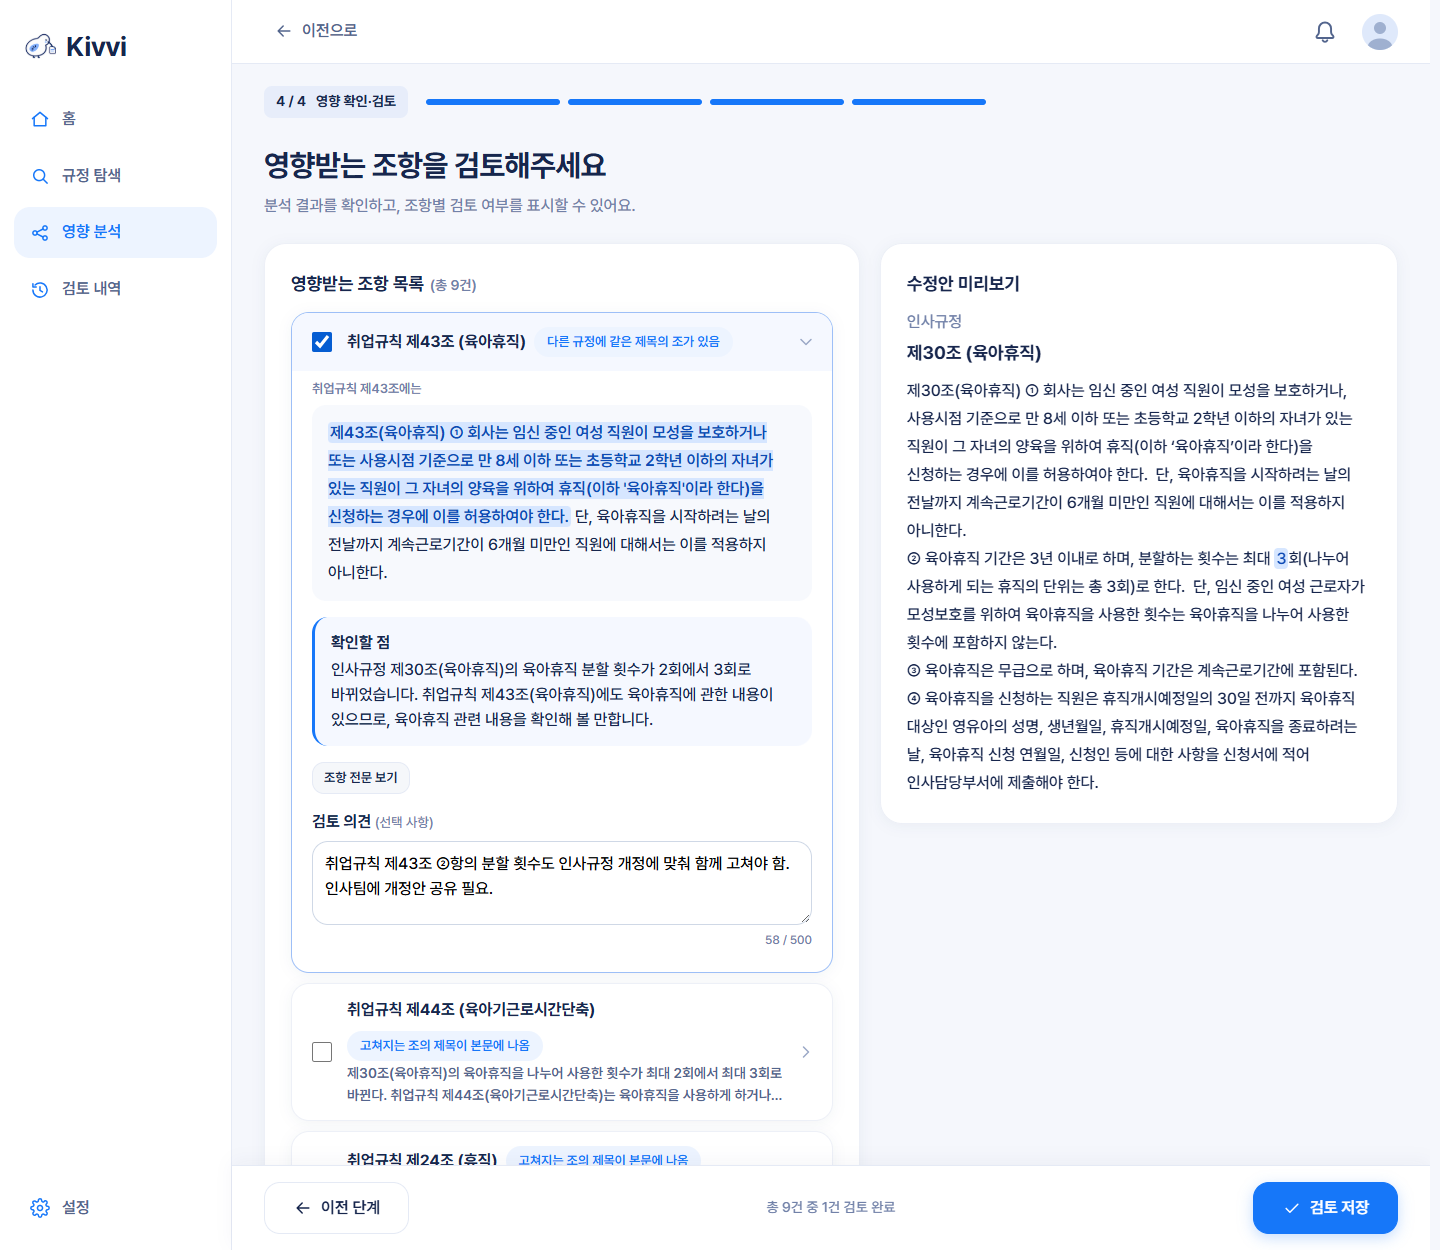 Kivvi
홈
규정 탐색
영향 분석
검토 내역
설정
이전으로
4 / 4 영향 확인·검토
영향받는 조항을 검토해주세요
분석 결과를 확인하고, 조항별 검토 여부를 표시할 수 있어요.
영향받는 조항 목록 (총 9건)
취업규칙 제43조 (육아휴직) 다른 규정에 같은 제목의 조가 있음
취업규칙 제43조에는
제43조(육아휴직) ① 회사는 임신 중인 여성 직원이 모성을 보호하거나
또는 사용시점 기준으로 만 8세 이하 또는 초등학교 2학년 이하의 자녀가
있는 직원이 그 자녀의 양육을 위하여 휴직(이하 '육아휴직'이라 한다)을
신청하는 경우에 이를 허용하여야 한다. 단, 육아휴직을 시작하려는 날의
전날까지 계속근로기간이 6개월 미만인 직원에 대해서는 이를 적용하지
아니한다.
확인할 점
인사규정 제30조(육아휴직)의 육아휴직 분할 횟수가 2회에서 3회로
바뀌었습니다. 취업규칙 제43조(육아휴직)에도 육아휴직에 관한 내용이
있으므로, 육아휴직 관련 내용을 확인해 볼 만합니다.
조항 전문 보기
검토 의견 (선택 사항)
취업규칙 제43조 ②항의 분할 횟수도 인사규정 개정에 맞춰 함께 고쳐야 함.
인사팀에 개정안 공유 필요.
58 / 500
취업규칙 제44조 (육아기근로시간단축)
고쳐지는 조의 제목이 본문에 나옴
제30조(육아휴직)의 육아휴직을 나누어 사용한 횟수가 최대 2회에서 최대 3회로
바뀐다. 취업규칙 제44조(육아기근로시간단축)는 육아휴직을 사용하게 하거나...
취업규칙 제24조 (휴직) 고쳐지는 조의 제목이 본문에 나옴
수정안 미리보기
인사규정
제30조 (육아휴직)
제30조(육아휴직) ① 회사는 임신 중인 여성 직원이 모성을 보호하거나,
사용시점 기준으로 만 8세 이하 또는 초등학교 2학년 이하의 자녀가 있는
직원이 그 자녀의 양육을 위하여 휴직(이하 ‘육아휴직’이라 한다)을
신청하는 경우에 이를 허용하여야 한다. 단, 육아휴직을 시작하려는 날의
전날까지 계속근로기간이 6개월 미만인 직원에 대해서는 이를 적용하지
아니한다.
② 육아휴직 기간은 3년 이내로 하며, 분할하는 횟수는 최대 3회(나누어
사용하게 되는 휴직의 단위는 총 3회)로 한다. 단, 임신 중인 여성 근로자가
모성보호를 위하여 육아휴직을 사용한 횟수는 육아휴직을 나누어 사용한
횟수에 포함하지 않는다.
③ 육아휴직은 무급으로 하며, 육아휴직 기간은 계속근로기간에 포함된다.
④ 육아휴직을 신청하는 직원은 휴직개시예정일의 30일 전까지 육아휴직
대상인 영유아의 성명, 생년월일, 휴직개시예정일, 육아휴직을 종료하려는
날, 육아휴직 신청 연월일, 신청인 등에 대한 사항을 신청서에 적어
인사담당부서에 제출해야 한다.
이전 단계
총 9건 중 1건 검토 완료
검토 저장